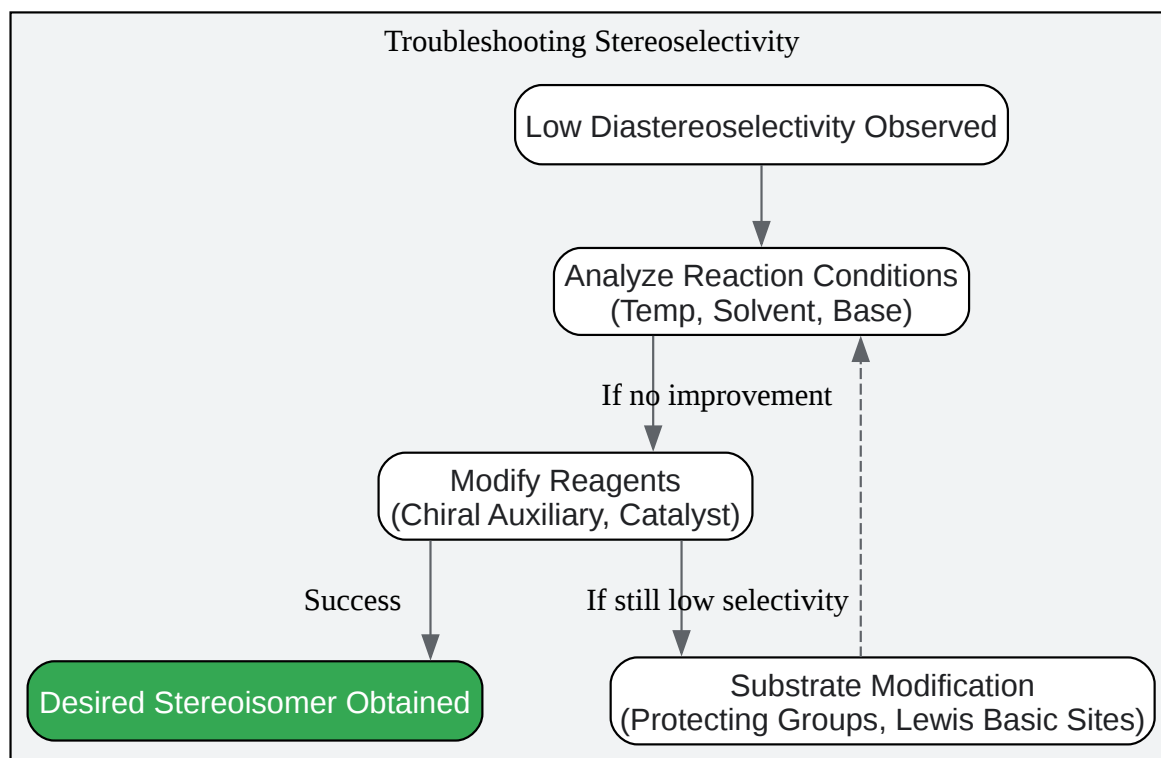 Troubleshooting Stereoselectivity
Low Diastereoselectivity Observed
Analyze Reaction Conditions
(Temp, Solvent, Base)
If no improvement
Modify Reagents
(Chiral Auxiliary, Catalyst)
Success
If still low selectivity
Desired Stereoisomer Obtained
Substrate Modification
(Protecting Groups, Lewis Basic Sites)